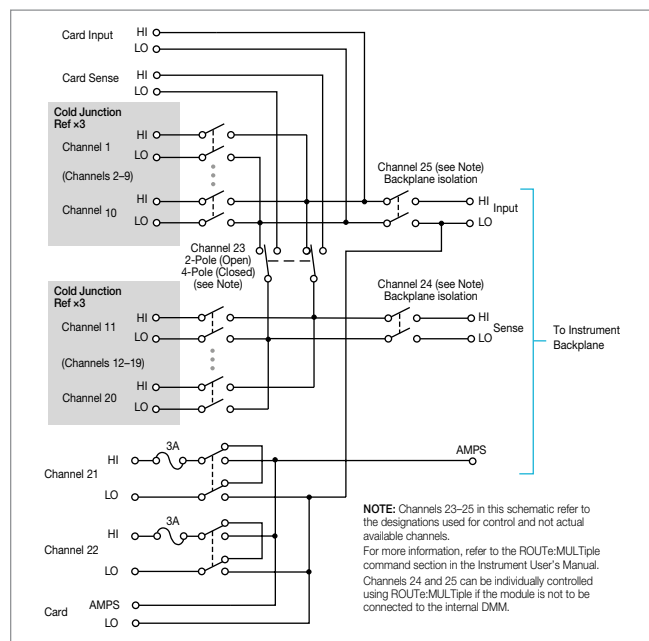 Card Input HI
LO
Card Sense HI
LO
Cold Junction
Ref ×3
HI
Channel 1
LO
(Channels 2–9)
HI
Channel 10
LO
Channel 25 (see Note)
Backplane isolation
HI
Input
LO
Channel 23
2-Pole (Open)
4-Pole (Closed)
(see Note)
Cold Junction
Ref ×3
HI
Channel 11
LO
(Channels 12–19)
HI
Channel 20
LO
Channel 24 (see Note)
Backplane isolation
HI
Sense
LO
To Instrument
Backplane
3A
HI
Channel 21
LO
AMPS
3A
HI
Channel 22
LO
AMPS
Card
LO
NOTE: Channels 23–25 in this schematic refer to
the designations used for control and not actual
available channels.
For more information, refer to the ROUTe:MULTiple
command section in the Instrument User's Manual.
Channels 24 and 25 can be individually controlled
using ROUTe:MULTiple if the module is not to be
connected to the internal DMM.